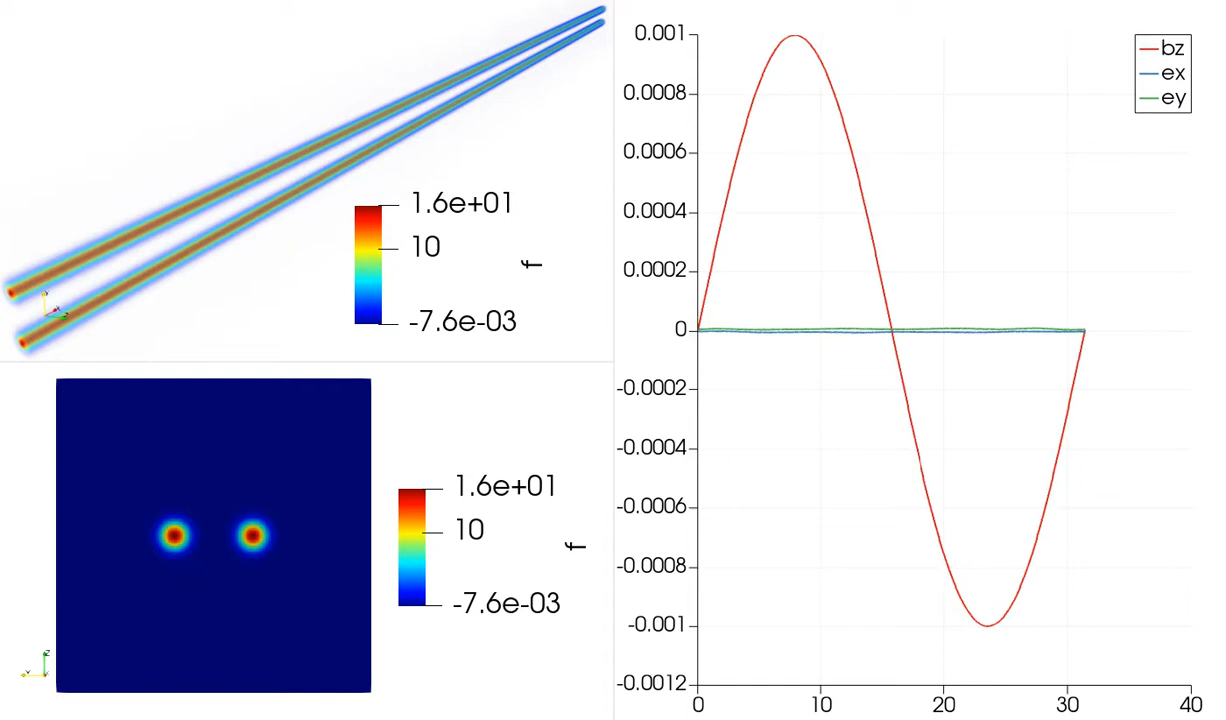 1.6e+01
10
-7.6e-03
f
1.6e+01
10
-7.6e-03
f
0.001
0.0008
0.0006
0.0004
0.0002
0
-0.0002
-0.0004
-0.0006
-0.0008
-0.001
-0.0012
0 10 20 30 40
bz
ex
ey